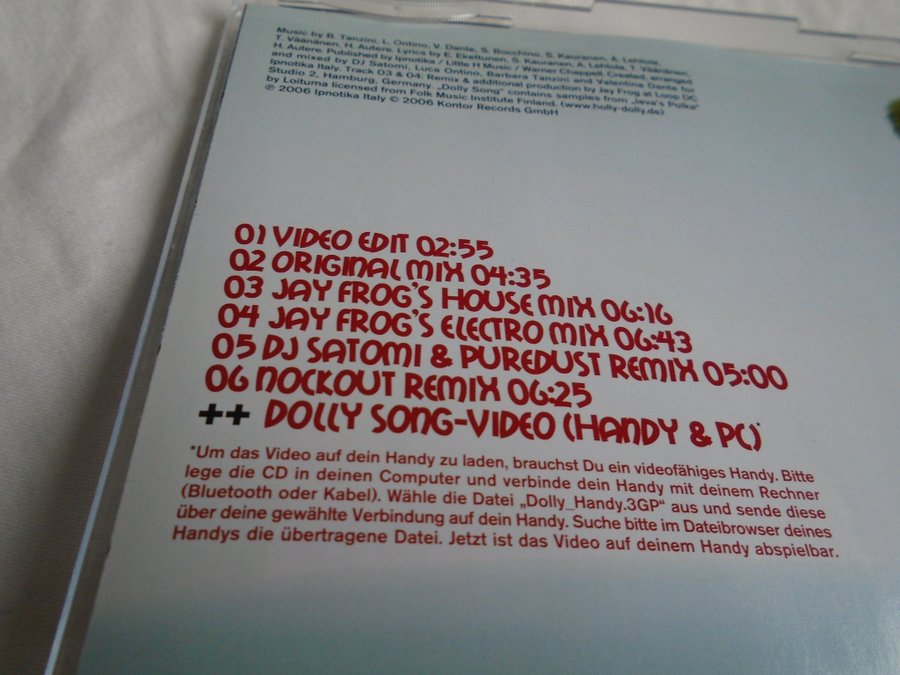 Music by B. Tanzini, L. Ontino, V. Dante, S. Bocchino, S. Kauranen, A. Lehtola,
T. Väänänen, H. Autere. Lyrics by E. Ekettunen, S. Kauranen, A. Lehtola, T. Väänänen,
H. Autere. Published by Ipnotika / Little H Music / Warner Chappell. Created, arranged
and mixed by DJ Satomi, Luca Ontino, Barbara Tanzini and Valentina Dante for
Ipnotika Italy. Track 03 & 04: Remix & additional production by Jay Frog at Loop DC
Studio 2, Hamburg, Germany. „Dolly Song" contains samples from „Ieva's Polka"
by Loituma licensed from Folk Music Institute Finland. (www.holly-dolly.de)
℗ 2006 Ipnotika Italy © 2006 Kontor Records GmbH
01 VIDEO EDIT 02:55
02 ORIGINAL MIX 04:35
03 JAY FROG'S HOUSE MIX 06:16
04 JAY FROG'S ELECTRO MIX 06:43
05 DJ SATOMI & PUREDUST REMIX 05:00
06 NOCKOUT REMIX 06:25
++ DOLLY SONG-VIDEO (HANDY & PC)*
*Um das Video auf dein Handy zu laden, brauchst Du ein videofähiges Handy. Bitte
lege die CD in deinen Computer und verbinde dein Handy mit deinem Rechner
(Bluetooth oder Kabel). Wähle die Datei „Dolly_Handy.3GP" aus und sende diese
über deine gewählte Verbindung auf dein Handy. Suche bitte im Dateibrowser deines
Handys die übertragene Datei. Jetzt ist das Video auf deinem Handy abspielbar.